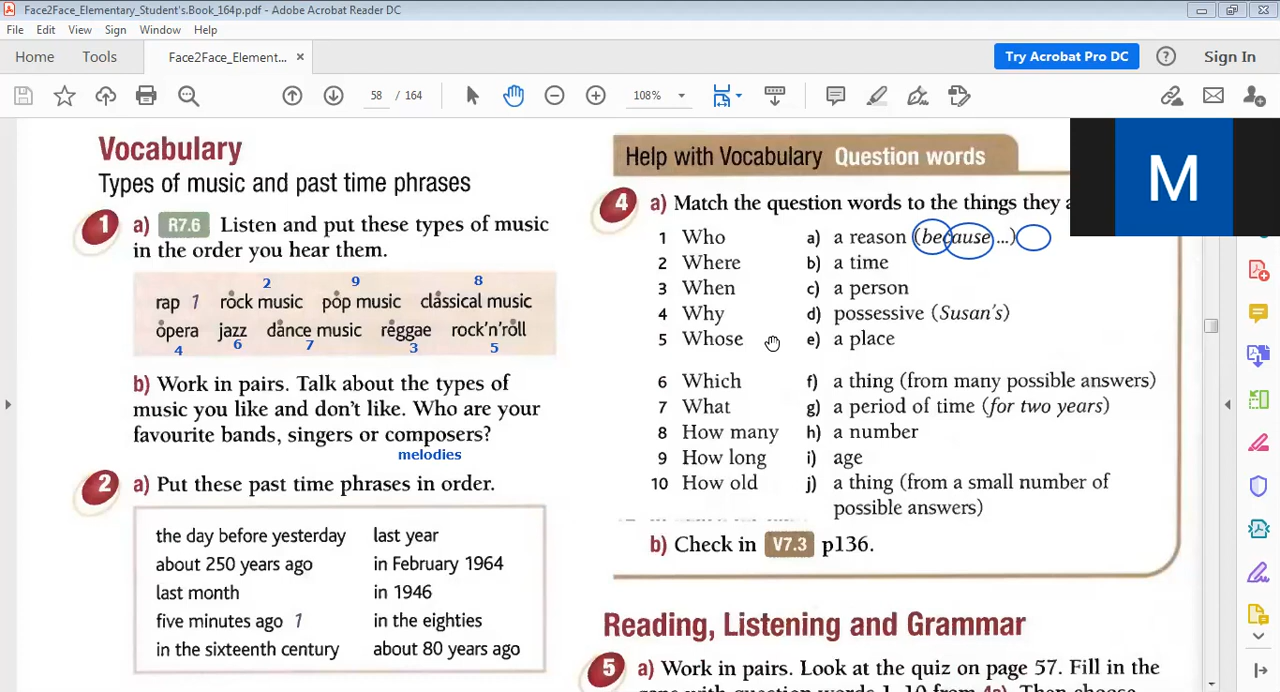 Face2Face_Elementary_Student's.Book_164p.pdf - Adobe Acrobat Reader DC
File Edit View Sign Window Help
Home Tools Face2Face_Element... × Try Acrobat Pro DC ? Sign In
58 / 164 108%
Vocabulary
Types of music and past time phrases
1 a) R7.6 Listen and put these types of music
in the order you hear them.
2 9 8
rap 1 rock music pop music classical music
opera jazz dance music reggae rock'n'roll
4 6 7 3 5
b) Work in pairs. Talk about the types of
music you like and don't like. Who are your
favourite bands, singers or composers?
melodies
2 a) Put these past time phrases in order.
the day before yesterday last year
about 250 years ago in February 1964
last month in 1946
five minutes ago 1 in the eighties
in the sixteenth century about 80 years ago
Help with Vocabulary Question words
4 a) Match the question words to the things they
M
1 Who a) a reason (because ...)
2 Where b) a time
3 When c) a person
4 Why d) possessive (Susan's)
5 Whose e) a place
6 Which f) a thing (from many possible answers)
7 What g) a period of time (for two years)
8 How many h) a number
9 How long i) age
10 How old j) a thing (from a small number of
possible answers)
b) Check in V7.3 p136.
Reading, Listening and Grammar
5 a) Work in pairs. Look at the quiz on page 57. Fill in the
gaps with question words 1–10 from 4a). Then choose